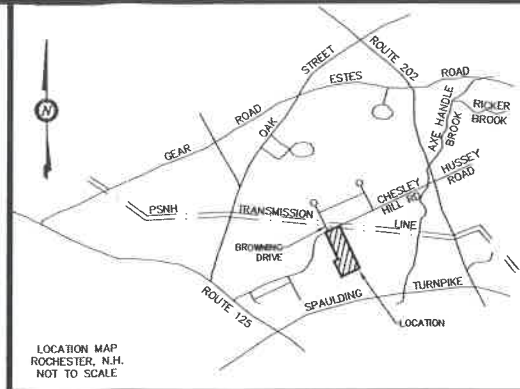 N
STREET
ROUTE 202
ESTES ROAD
GEAR ROAD
OAK
AXE HANDLE BROOK
RICKER BROOK
CHESLEY HILL RD
HUSSEY ROAD
PSNH TRANSMISSION LINE
BROWNING DRIVE
ROUTE 125
SPAULDING TURNPIKE
LOCATION
LOCATION MAP
ROCHESTER, N.H.
NOT TO SCALE